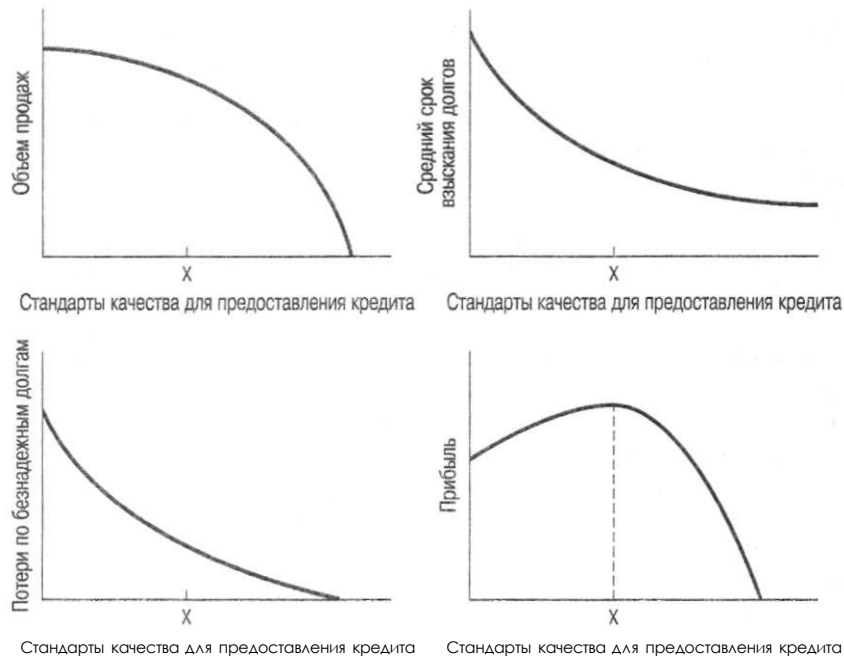 Объем продаж
X
Стандарты качества для предоставления кредита
Средний срок
взыскания долгов
X
Стандарты качества для предоставления кредита
Потери по безнадежным долгам
X
Стандарты качества для предоставления кредита
Прибыль
X
Стандарты качества для предоставления кредита